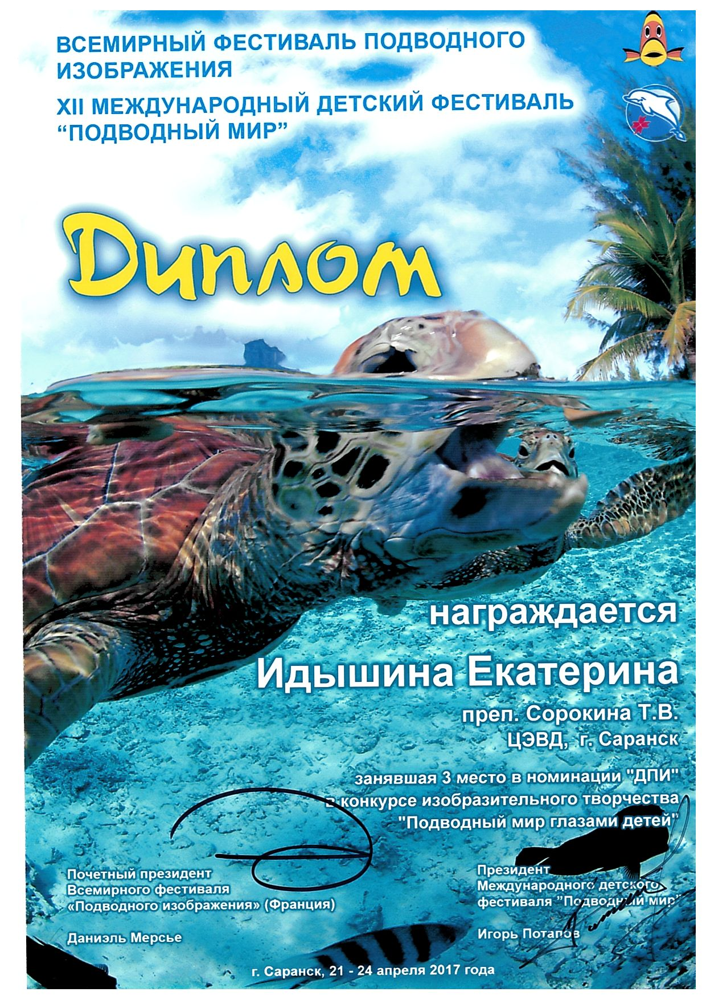 ВСЕМИРНЫЙ ФЕСТИВАЛЬ ПОДВОДНОГО
ИЗОБРАЖЕНИЯ
XII МЕЖДУНАРОДНЫЙ ДЕТСКИЙ ФЕСТИВАЛЬ
“ПОДВОДНЫЙ МИР”
Диплом
награждается
Идышина Екатерина
преп. Сорокина Т.В.
ЦЭВД, г. Саранск
занявшая 3 место в номинации "ДПИ"
в конкурсе изобразительного творчества
"Подводный мир глазами детей"
Почетный президент
Всемирного фестиваля
«Подводного изображения» (Франция)
Даниэль Мерсье
Президент
Международного детского
фестиваля ”Подводный мир”
Игорь Потапов
г. Саранск, 21 - 24 апреля 2017 года